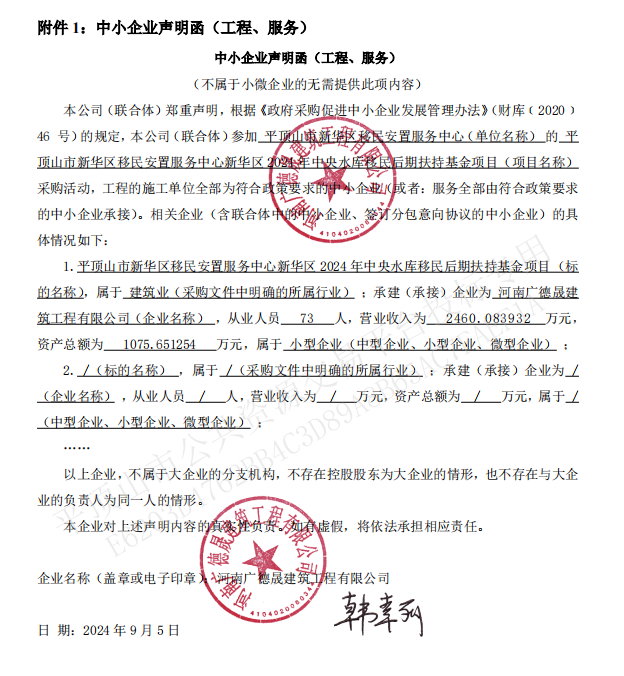 附件 1：中小企业声明函（工程、服务）
中小企业声明函（工程、服务）
（不属于小微企业的无需提供此项内容）
本公司（联合体）郑重声明，根据《政府采购促进中小企业发展管理办法》（财库﹝2020﹞
46 号）的规定，本公司（联合体）参加 平顶山市新华区移民安置服务中心（单位名称） 的 平
顶山市新华区移民安置服务中心新华区 2024 年中央水库移民后期扶持基金项目（项目名称）
采购活动，工程的施工单位全部为符合政策要求的中小企业（或者：服务全部由符合政策要求
的中小企业承接）。相关企业（含联合体中的中小企业、签订分包意向协议的中小企业）的具
体情况如下：
1. 平顶山市新华区移民安置服务中心新华区 2024 年中央水库移民后期扶持基金项目（标
的名称），属于 建筑业（采购文件中明确的所属行业） ；承建（承接）企业为 河南广德晟建
筑工程有限公司（企业名称） ，从业人员 73 人，营业收入为 2460.083932 万元，
资产总额为 1075.651254 万元，属于 小型企业（中型企业、小型企业、微型企业） ；
2. /（标的名称） ，属于 /（采购文件中明确的所属行业） ；承建（承接）企业为 /
（企业名称） ，从业人员 / 人，营业收入为 / 万元，资产总额为 / 万元，属于 /
（中型企业、小型企业、微型企业） ；
……
以上企业，不属于大企业的分支机构，不存在控股股东为大企业的情形，也不存在与大企
业的负责人为同一人的情形。
本企业对上述声明内容的真实性负责。如有虚假，将依法承担相应责任。
企业名称（盖章或电子印章）：河南广德晟建筑工程有限公司
日 期：2024 年 9 月 5 日
河南广德晟建筑工程有限公司
河南广德晟建筑工程有限公司